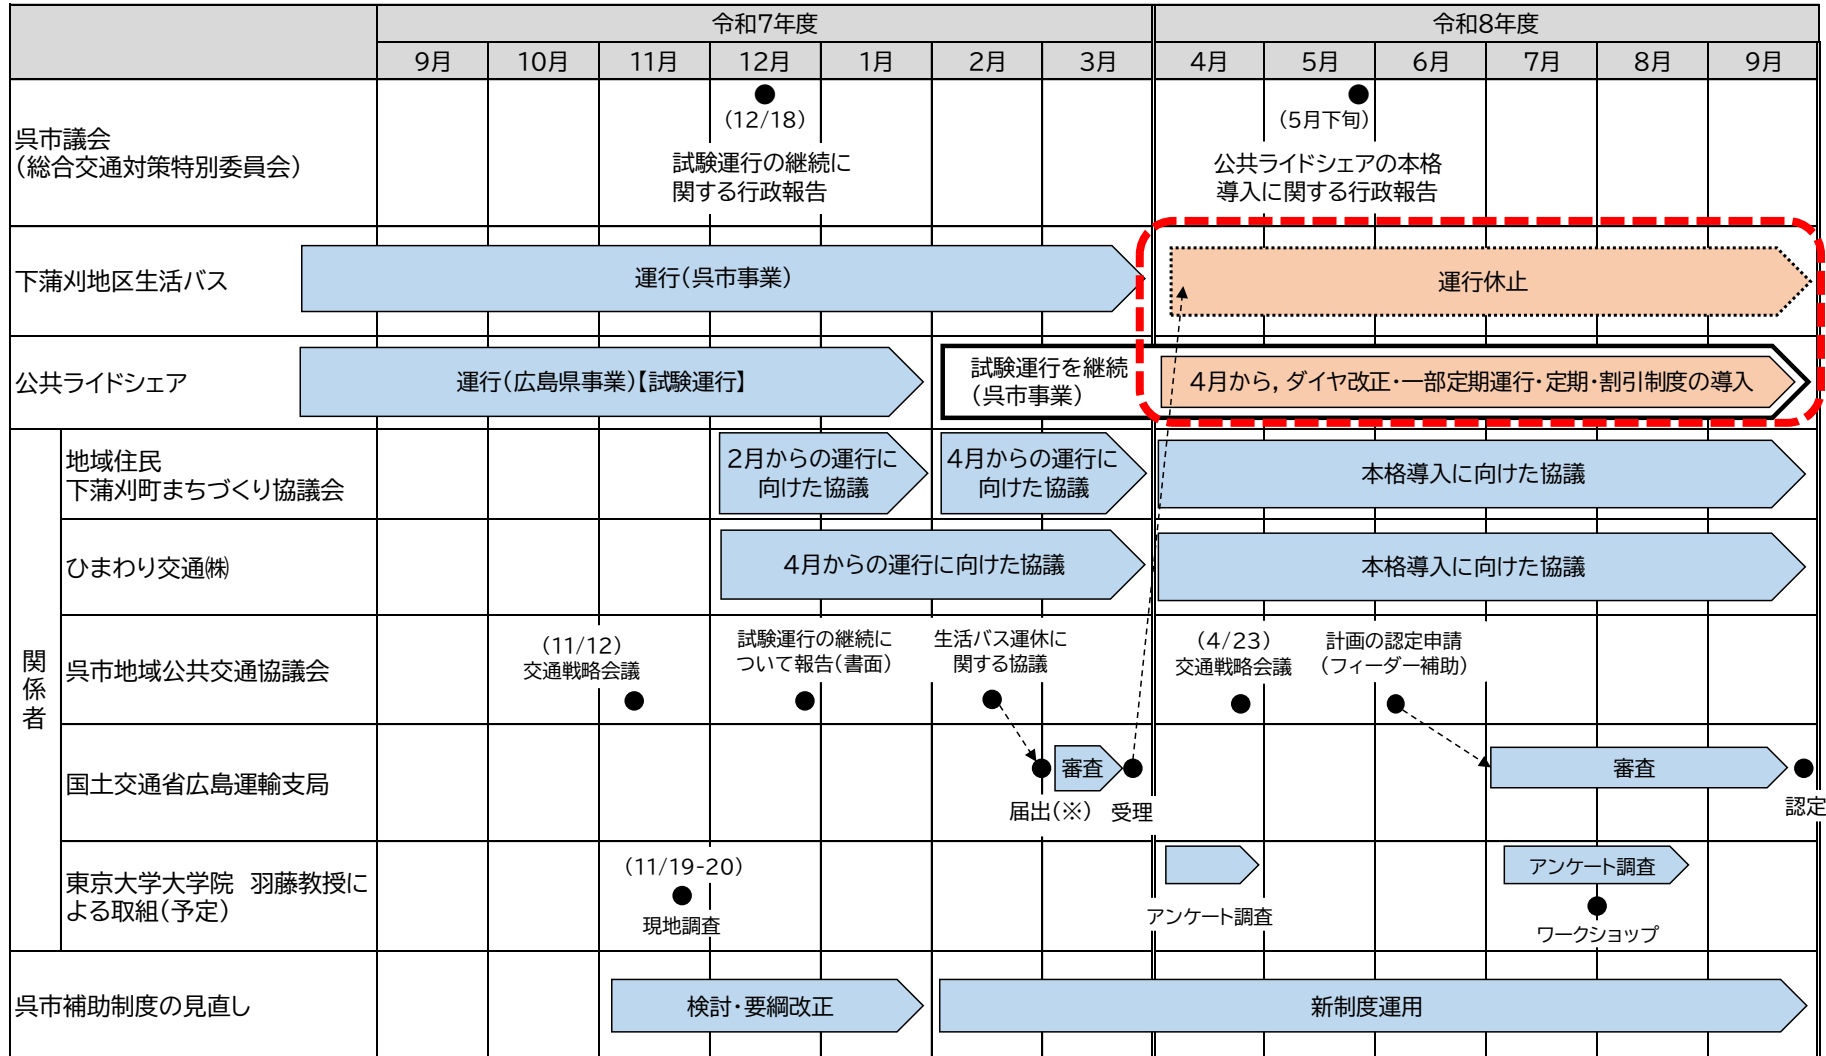 令和7年度
令和8年度
9月
10月
11月
12月
1月
2月
3月
4月
5月
6月
7月
8月
9月
呉市議会
(総合交通対策特別委員会)
(12/18)
試験運行の継続に
関する行政報告
(5月下旬)
公共ライドシェアの本格
導入に関する行政報告
下蒲刈地区生活バス
運行(呉市事業)
運行休止
公共ライドシェア
運行(広島県事業)【試験運行】
試験運行を継続
(呉市事業)
4月から，ダイヤ改正・一部定期運行・定期・割引制度の導入
関係者
地域住民
下蒲刈町まちづくり協議会
2月からの運行に
向けた協議
4月からの運行に
向けた協議
本格導入に向けた協議
ひまわり交通㈱
4月からの運行に向けた協議
本格導入に向けた協議
呉市地域公共交通協議会
(11/12)
交通戦略会議
試験運行の継続に
ついて報告(書面)
生活バス運休に
関する協議
(4/23)
交通戦略会議
計画の認定申請
(フィーダー補助)
国土交通省広島運輸支局
届出(※)
審査
受理
審査
認定
東京大学大学院　羽藤教授に
よる取組(予定)
(11/19-20)
現地調査
アンケート調査
アンケート調査
ワークショップ
呉市補助制度の見直し
検討・要綱改正
新制度運用